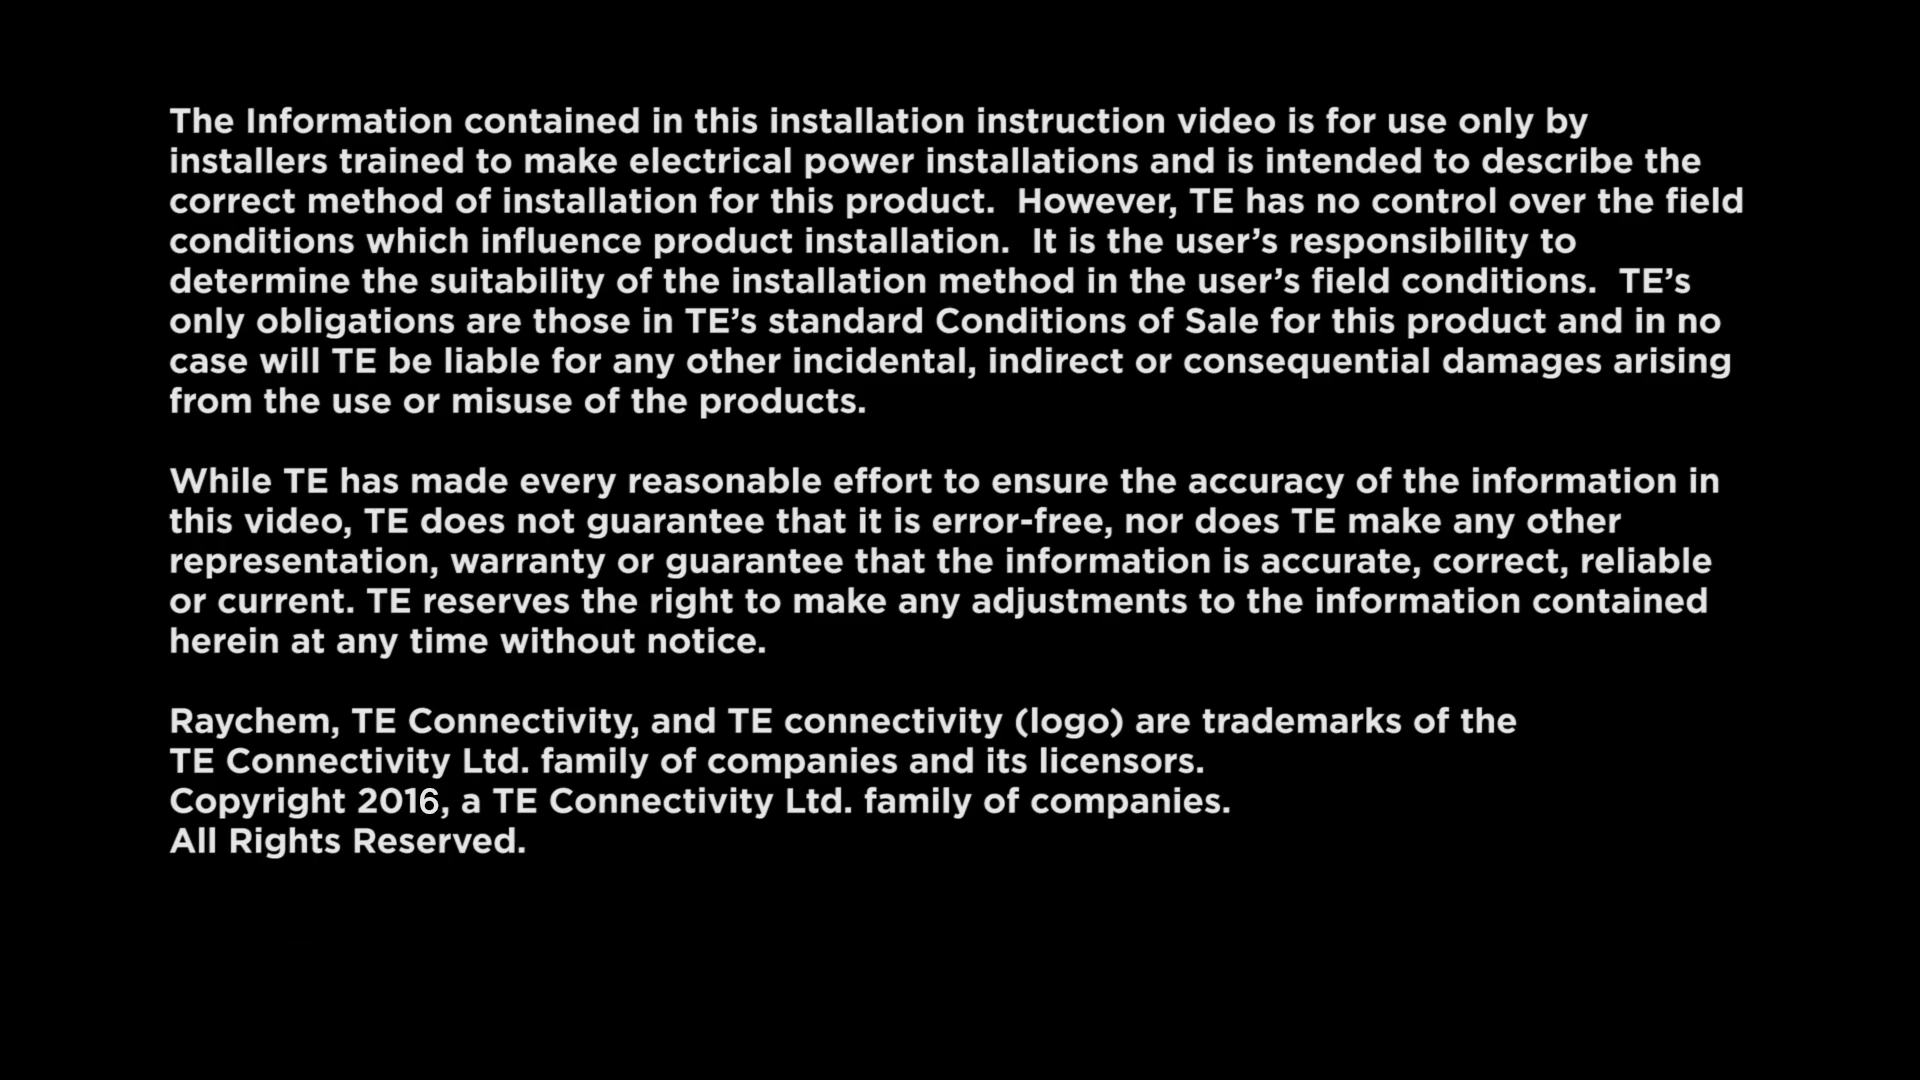 The Information contained in this installation instruction video is for use only by
installers trained to make electrical power installations and is intended to describe the
correct method of installation for this product.  However, TE has no control over the field
conditions which influence product installation.  It is the user’s responsibility to
determine the suitability of the installation method in the user’s field conditions.  TE’s
only obligations are those in TE’s standard Conditions of Sale for this product and in no
case will TE be liable for any other incidental, indirect or consequential damages arising
from the use or misuse of the products.
While TE has made every reasonable effort to ensure the accuracy of the information in
this video, TE does not guarantee that it is error-free, nor does TE make any other
representation, warranty or guarantee that the information is accurate, correct, reliable
or current. TE reserves the right to make any adjustments to the information contained
herein at any time without notice.
Raychem, TE Connectivity, and TE connectivity (logo) are trademarks of the
TE Connectivity Ltd. family of companies and its licensors.
Copyright 2016, a TE Connectivity Ltd. family of companies.
All Rights Reserved.